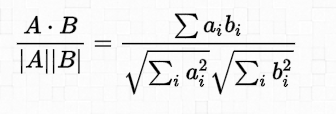 A · B / |A||B| = ∑ aᵢbᵢ / √∑ᵢ aᵢ² √∑ᵢ bᵢ²